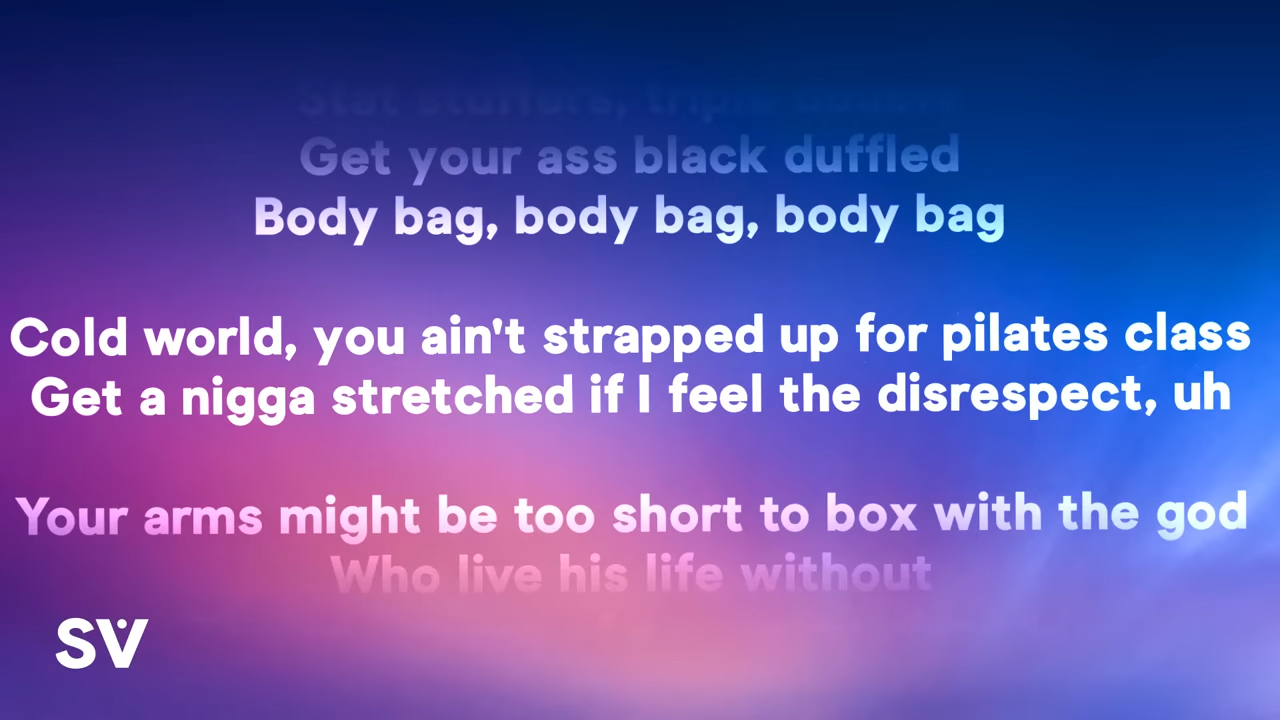 Get your ass black duffled
Body bag, body bag, body bag
Cold world, you ain't strapped up for pilates class
Get a nigga stretched if I feel the disrespect, uh
Your arms might be too short to box with the god
Who live his life without
SV